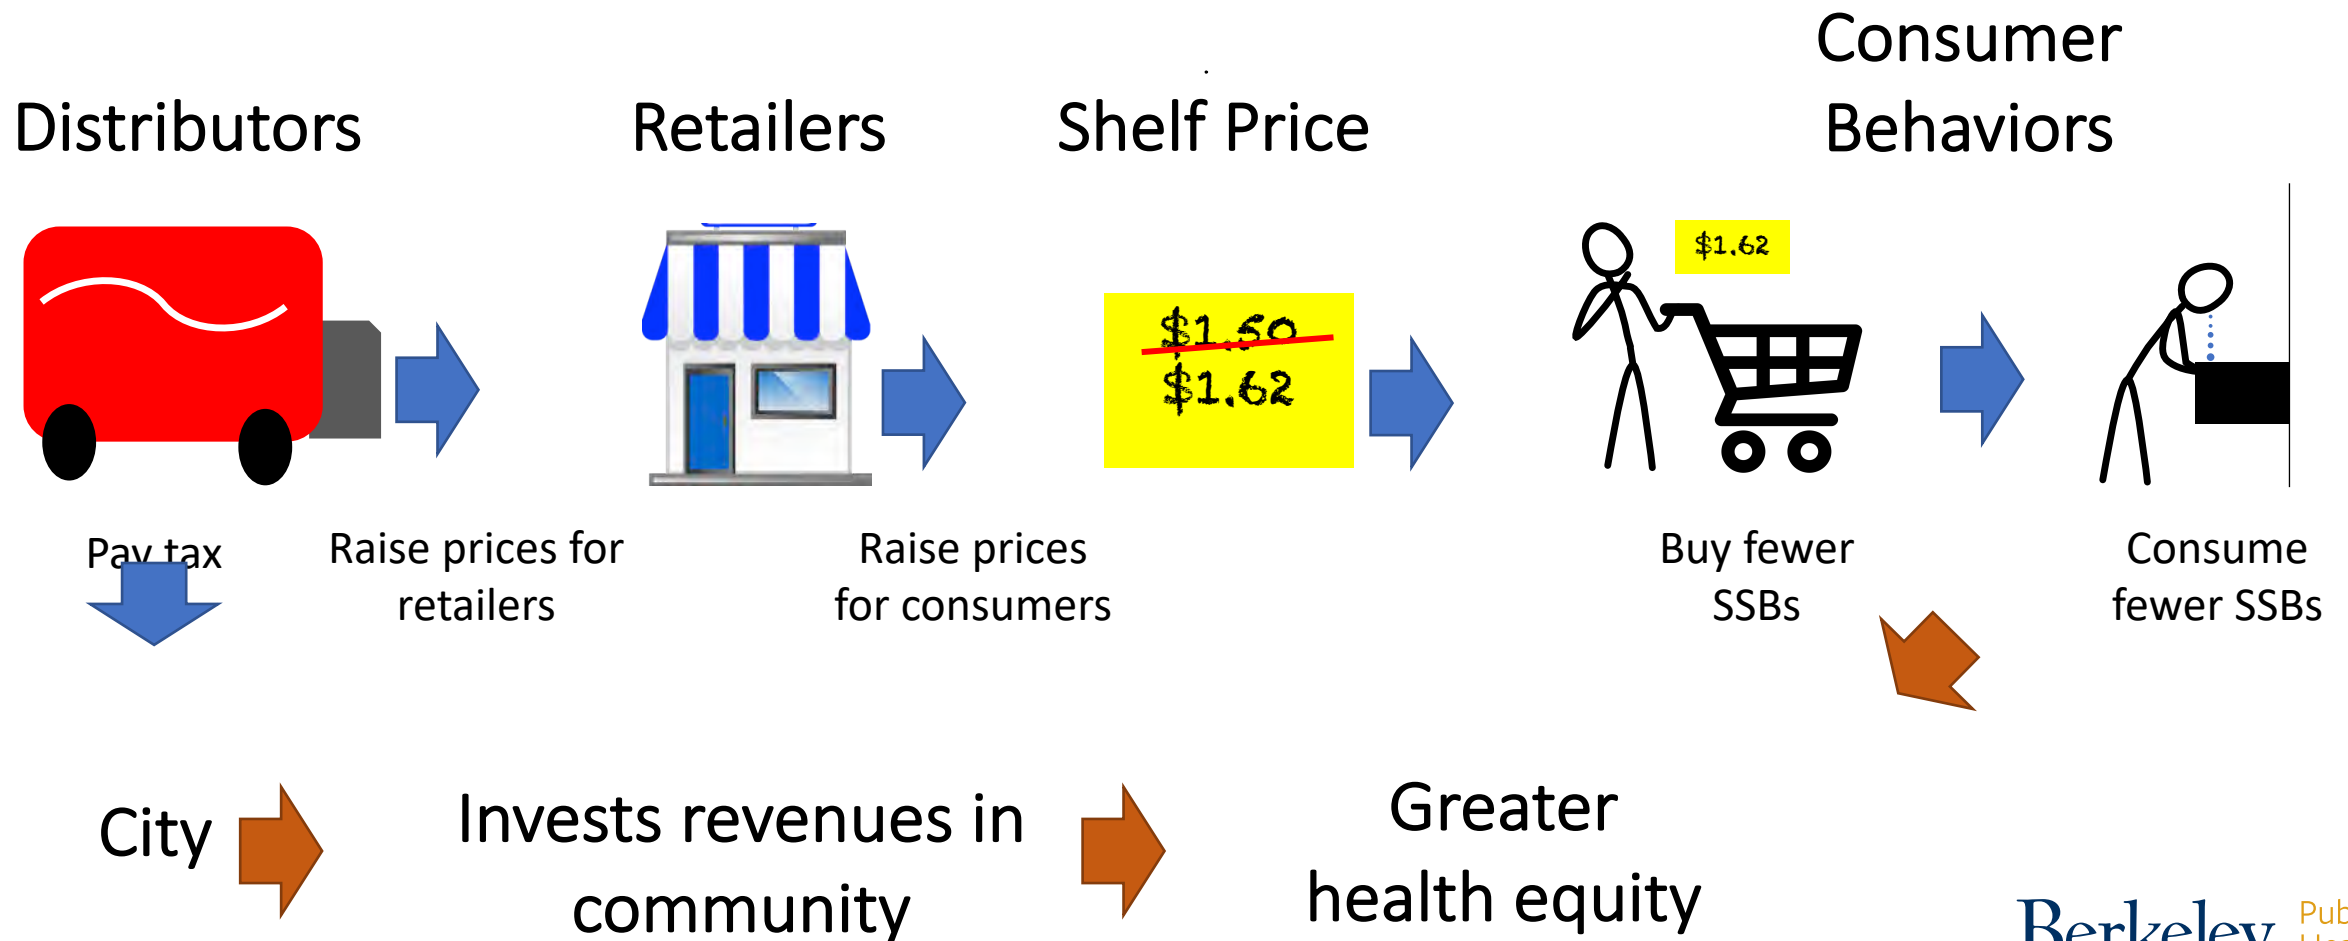 Consumer
Behaviors
Distributors
Retailers
Shelf Price
$1.50
$1.62
$1.62
Pay tax
Raise prices for
retailers
Raise prices
for consumers
Buy fewer
SSBs
Consume
fewer SSBs
City
Invests revenues in
community
Greater
health equity
Berkeley